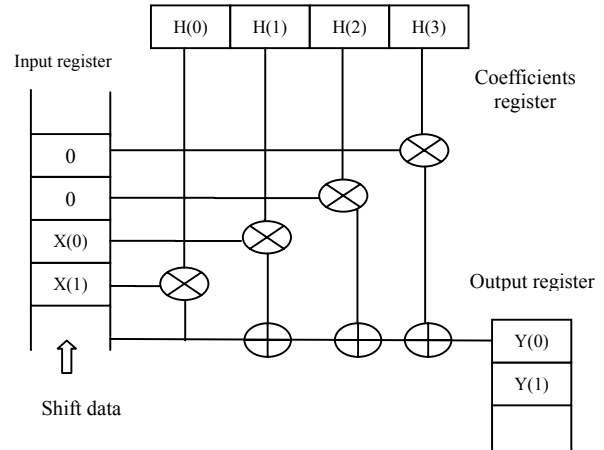 H(0) H(1) H(2) H(3)
Input register
Coefficients
register
0
0
X(0)
X(1)
Output register
Y(0)
Y(1)
Shift data